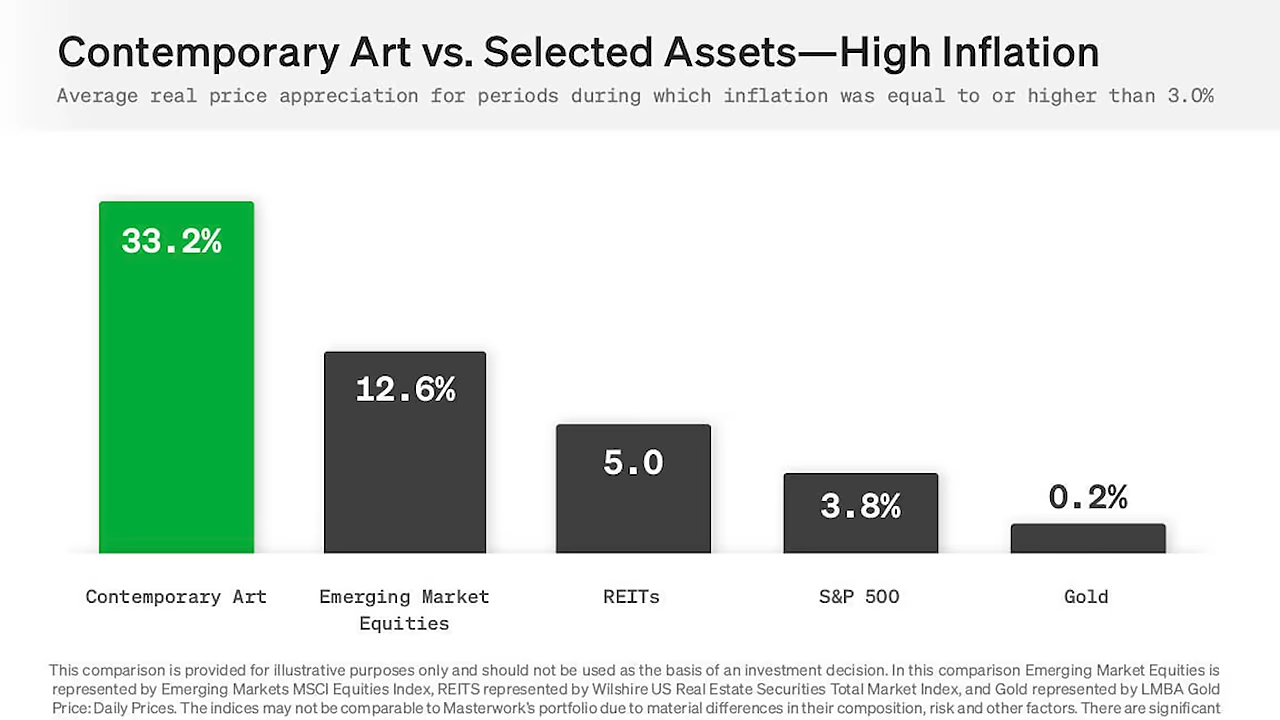 Contemporary Art vs. Selected Assets—High Inflation
Average real price appreciation for periods during which inflation was equal to or higher than 3.0%
33.2%
12.6%
5.0
3.8%
0.2%
Contemporary Art
Emerging Market
Equities
REITs
S&P 500
Gold
This comparison is provided for illustrative purposes only and should not be used as the basis of an investment decision. In this comparison Emerging Market Equities is
represented by Emerging Markets MSCI Equities Index, REITS represented by Wilshire US Real Estate Securities Total Market Index, and Gold represented by LMBA Gold
Price: Daily Prices. The indices may not be comparable to Masterwork's portfolio due to material differences in their composition, risk and other factors. There are significant